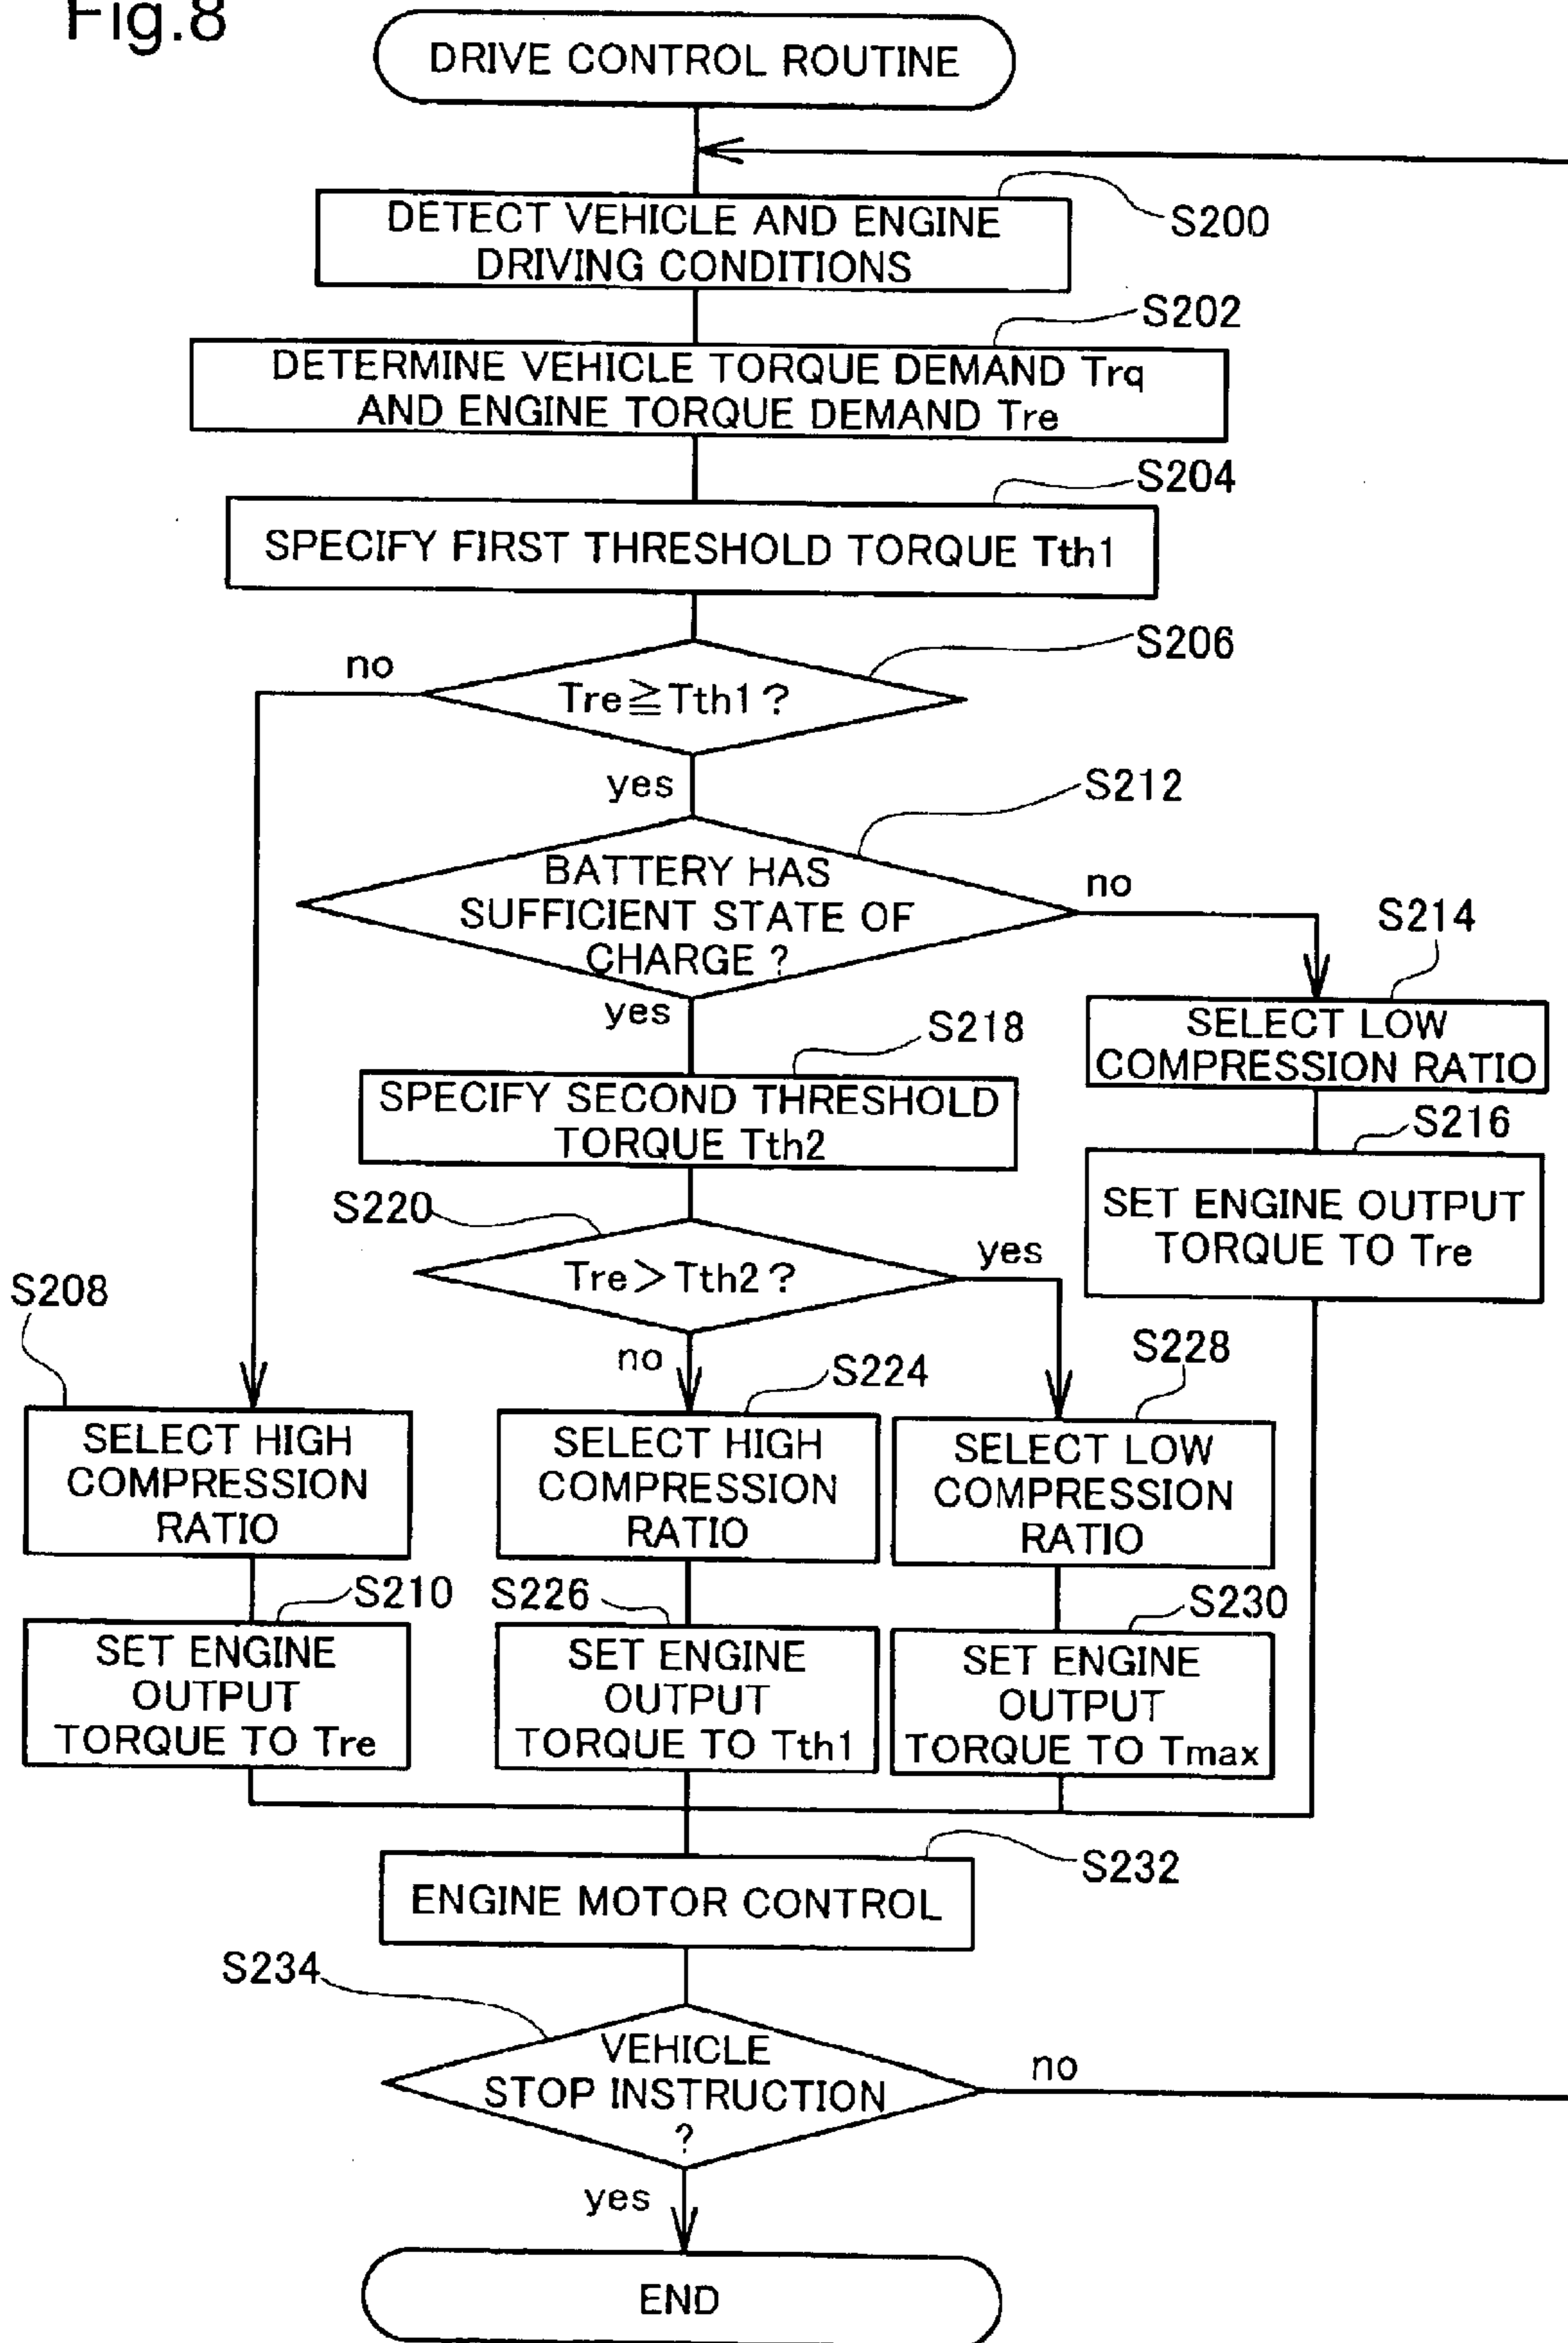 Fig.8
DRIVE CONTROL ROUTINE
DETECT VEHICLE AND ENGINE
DRIVING CONDITIONS
S200
S202
DETERMINE VEHICLE TORQUE DEMAND Trq
AND ENGINE TORQUE DEMAND Tre
S204
SPECIFY FIRST THRESHOLD TORQUE Tth1
S206
no
Tre≧Tth1?
yes
S212
BATTERY HAS
SUFFICIENT STATE OF
CHARGE?
no
yes
S214
SELECT LOW
COMPRESSION RATIO
S216
SET ENGINE OUTPUT
TORQUE TO Tre
S218
SPECIFY SECOND THRESHOLD
TORQUE Tth2
S220
Tre>Tth2?
yes
no
S208
SELECT HIGH
COMPRESSION
RATIO
S210
SET ENGINE
OUTPUT
TORQUE TO Tre
S224
SELECT HIGH
COMPRESSION
RATIO
S226
SET ENGINE
OUTPUT
TORQUE TO Tth1
S228
SELECT LOW
COMPRESSION
RATIO
S230
SET ENGINE
OUTPUT
TORQUE TO Tmax
S232
ENGINE MOTOR CONTROL
S234
VEHICLE
STOP INSTRUCTION
?
no
yes
END